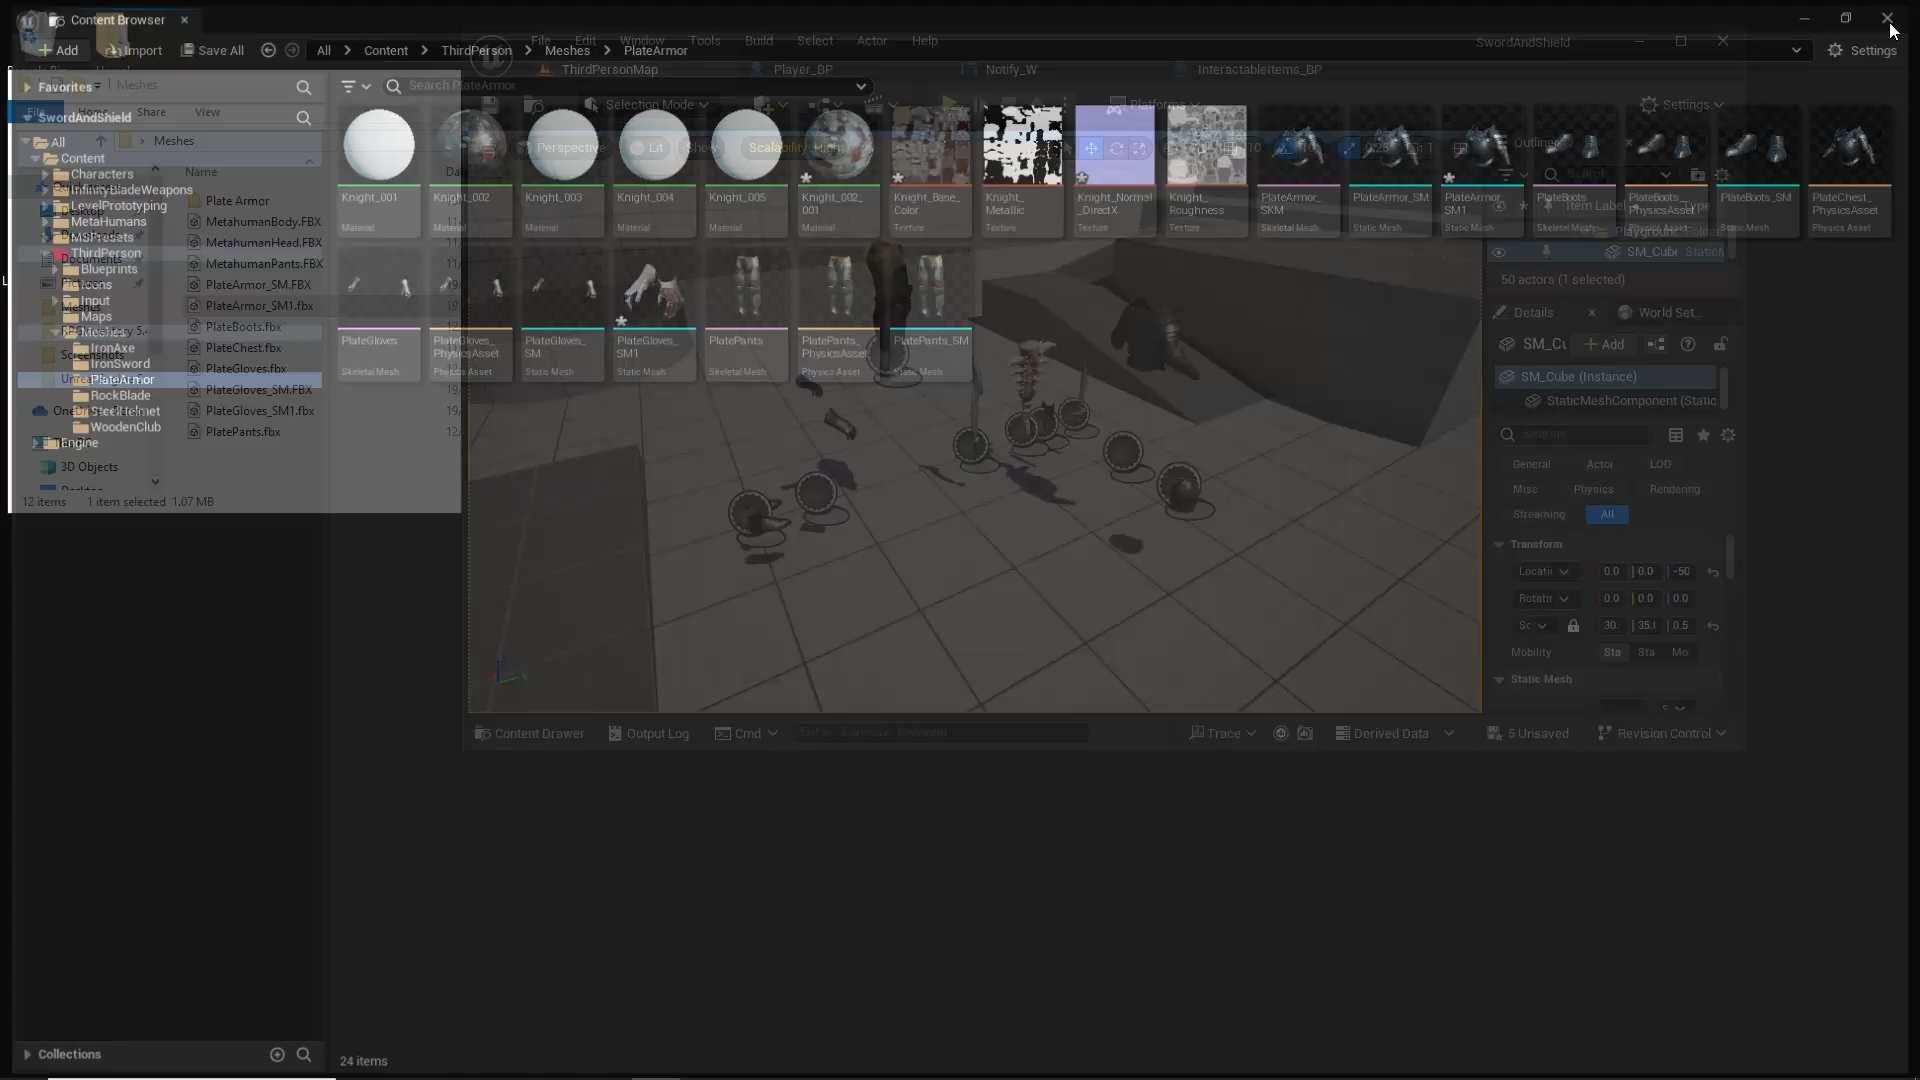 Content Browser
Add
Import
Save All
All
Content
ThirdPerson
Meshes
PlateArmor
Settings
File
Edit
Window
Tools
Build
Select
Actor
Help
SwordAndShield
ThirdPersonMap
Player_BP
Notify_W
InteractableItems_BP
Favorites
Meshes
Search PlateArmor
Selection Mode
Platforms
Settings
File
Home
Share
View
SwordAndShield
Meshes
Perspective
Lit
Show
Outliner
All
Content
Characters
InfinityBladeWeapons
LevelPrototyping
MetaHumans
MSPresets
ThirdPerson
Blueprints
Icons
Input
Maps
Meshes
IronAxe
IronSword
PlateArmor
RockBlade
SteelHelmet
WoodenClub
Engine
3D Objects
Name
Plate Armor
MetahumanBody.FBX
MetahumanHead.FBX
MetahumanPants.FBX
PlateArmor_SM.FBX
PlateArmor_SM1.fbx
PlateBoots.fbx
PlateChest.fbx
PlateGloves.fbx
PlateGloves_SM.FBX
PlateGloves_SM1.fbx
PlatePants.fbx
12 items
1 item selected
1.07 MB
Knight_001
Material
Knight_002
Material
Knight_003
Material
Knight_004
Material
Knight_005
Material
Knight_002_
001
Material
Knight_Base_
Color
Texture
Knight_
Metallic
Texture
Knight_Normal
_DirectX
Texture
Knight_
Roughness
Texture
PlateArmor_
SKM
Skeletal Mesh
PlateArmor_SM
Static Mesh
PlateArmor_
SM1
Static Mesh
PlateBoots
Skeletal Mesh
PlateBoots_
PhysicsAsset
Physics Asset
PlateBoots_SM
Static Mesh
PlateChest_
PhysicsAsset
Physics Asset
PlateGloves
Skeletal Mesh
PlateGloves_
PhysicsAsset
Physics Asset
PlateGloves_
SM
Static Mesh
PlateGloves_
SM1
Static Mesh
PlatePants
Skeletal Mesh
PlatePants_
PhysicsAsset
Physics Asset
PlatePants_SM
Static Mesh
Item Label
Type
SM_Cube
50 actors (1 selected)
Details
World Set...
Add
SM_Cube (Instance)
StaticMeshComponent (Static
Search
General
Actor
LOD
Misc
Physics
Rendering
Streaming
All
Transform
Locati
0.0
0.0
-50
Rotatir
0.0
0.0
0.0
Sc
30.
35.
0.5
Mobility
Sta
Sta
Mo
Static Mesh
Content Drawer
Output Log
Cmd
Enter Console Command
Trace
Derived Data
5 Unsaved
Revision Control
Collections
24 items